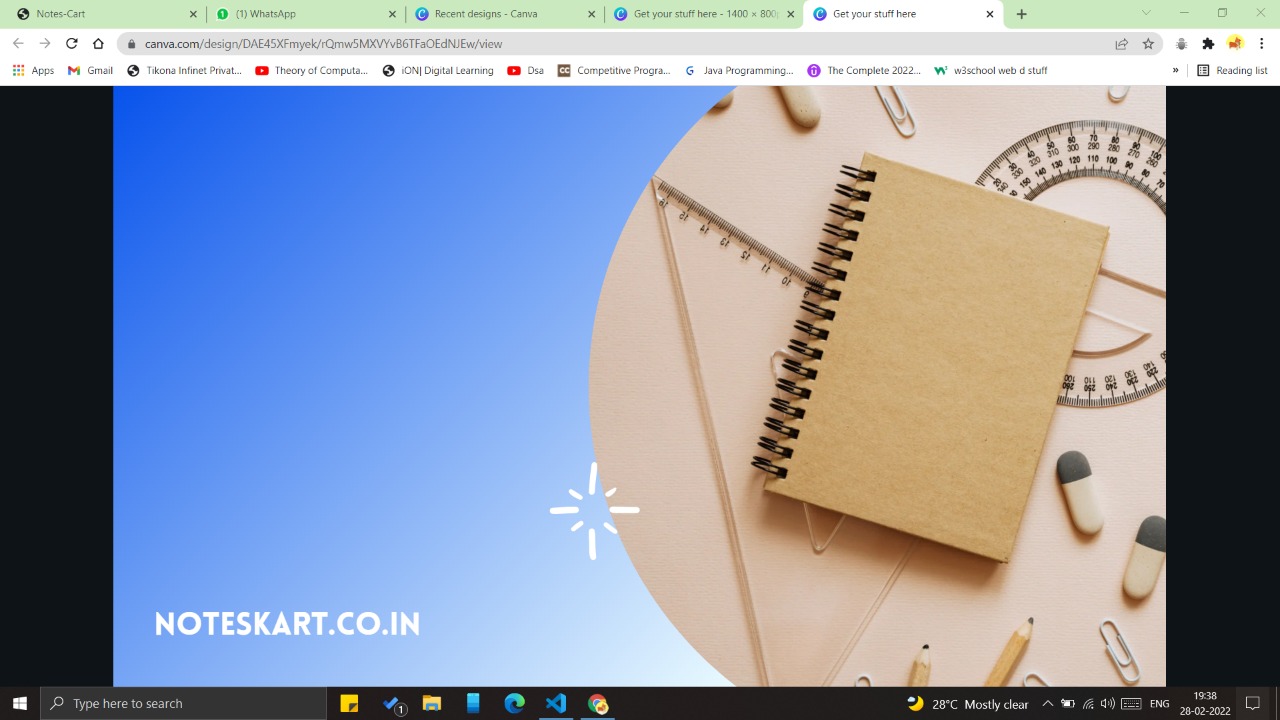 Notes-Cart
(1) WhatsApp
Recent designs - Canva
Get your stuff here - 1400 × 800p
Get your stuff here
canva.com/design/DAE45XFmyek/rQmw5MXVYvB6TFaOEdNJEw/view
Apps
Gmail
Tikona Infinet Privat...
Theory of Computa...
iON| Digital Learning
Dsa
Competitive Progra...
Java Programming...
The Complete 2022...
w3school web d stuff
»
Reading list
NOTESKART.CO.IN
Type here to search
1
28°C Mostly clear
ENG
19:38
28-02-2022